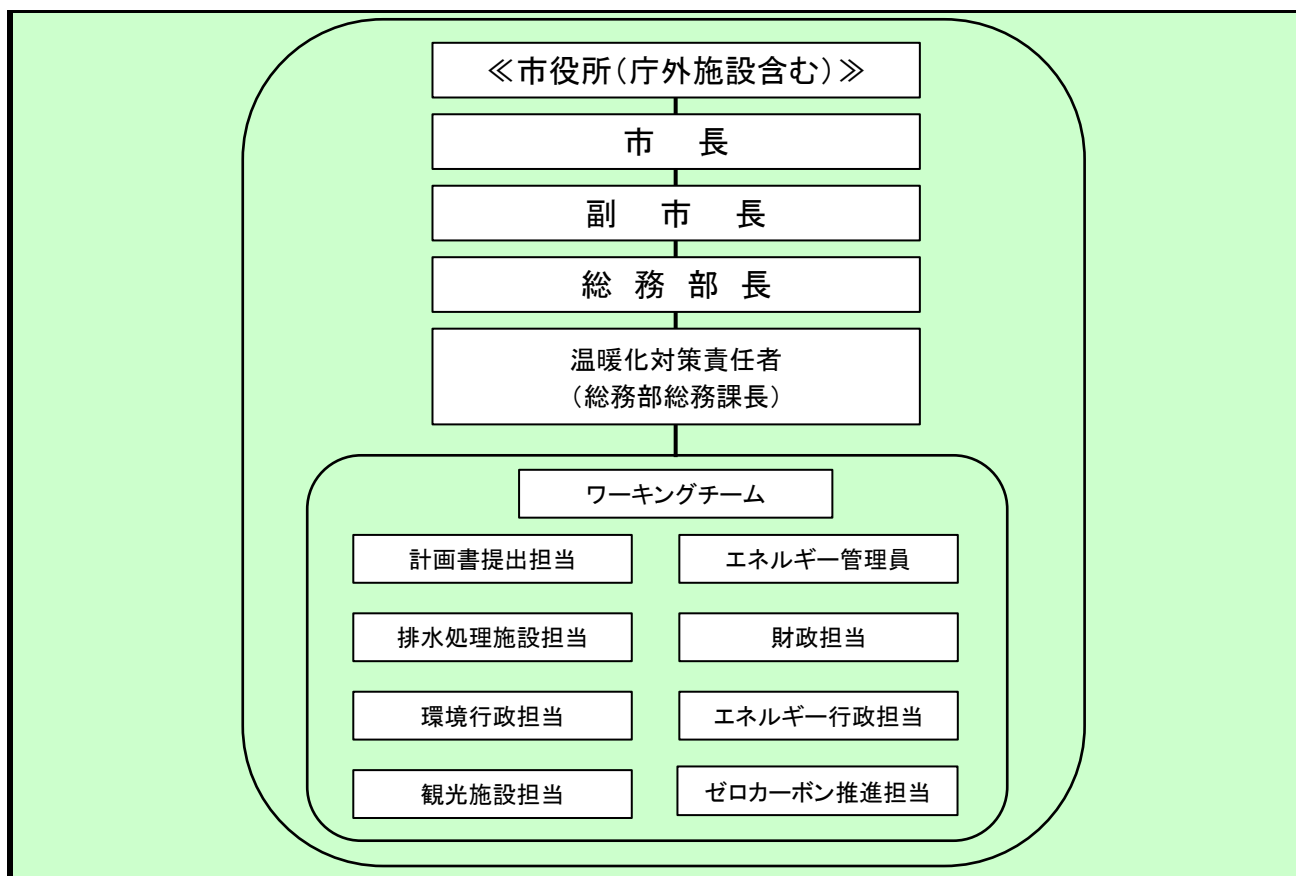 ≪市役所（庁外施設含む）≫
市　長
副　市　長
総　務　部　長
温暖化対策責任者
（総務部総務課長）
ワーキングチーム
計画書提出担当
エネルギー管理員
排水処理施設担当
財政担当
環境行政担当
エネルギー行政担当
観光施設担当
ゼロカーボン推進担当